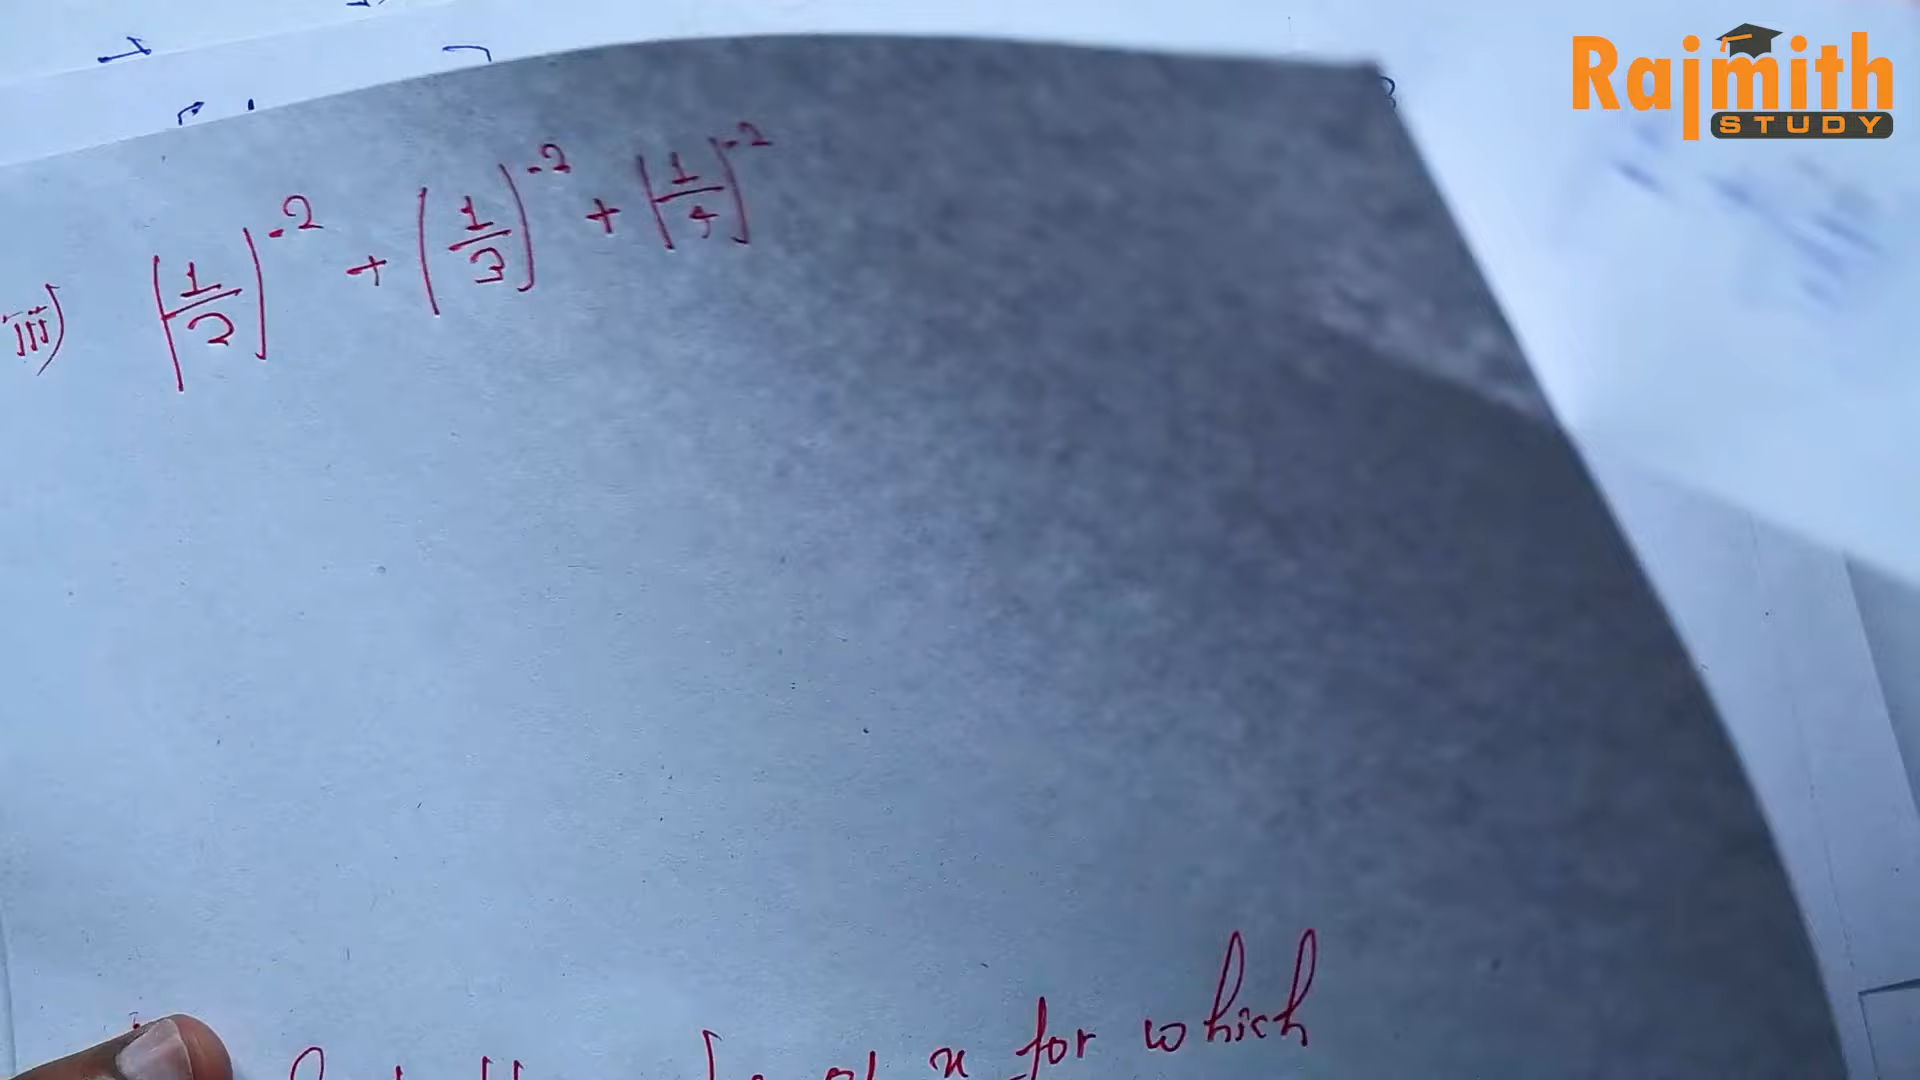 Rajmith
STUDY
iii) (1/2)^-2 + (1/3)^-2 + (1/4)^-2
x for which